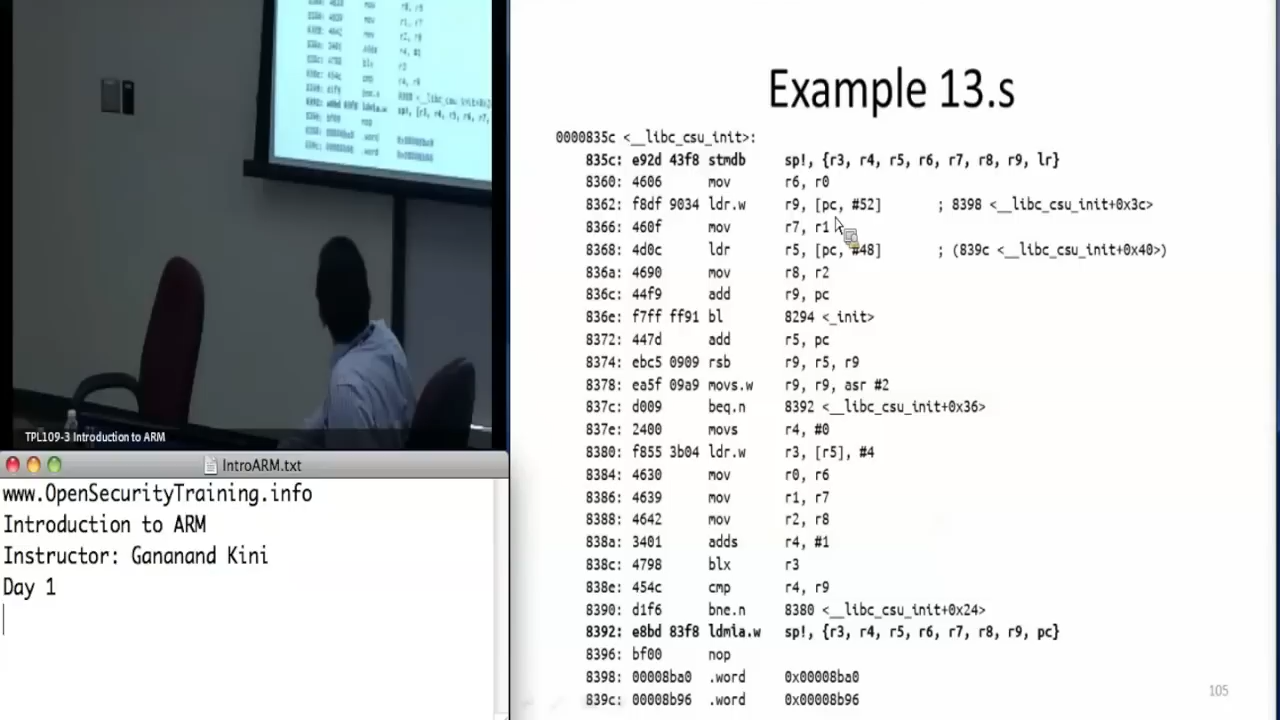 Example 13.s
0000835c <__libc_csu_init>:
835c: e92d 43f8 stmdb sp!, {r3, r4, r5, r6, r7, r8, r9, lr}
8360: 4606 mov r6, r0
8362: f8df 9034 ldr.w r9, [pc, #52] ; 8398 <__libc_csu_init+0x3c>
8366: 460f mov r7, r1
8368: 4d0c ldr r5, [pc, #48] ; (839c <__libc_csu_init+0x40>)
836a: 4690 mov r8, r2
836c: 44f9 add r9, pc
836e: f7ff ff91 bl 8294 <_init>
8372: 447d add r5, pc
8374: ebc5 0909 rsb r9, r5, r9
8378: ea5f 09a9 movs.w r9, r9, asr #2
837c: d009 beq.n 8392 <__libc_csu_init+0x36>
837e: 2400 movs r4, #0
8380: f855 3b04 ldr.w r3, [r5], #4
8384: 4630 mov r0, r6
8386: 4639 mov r1, r7
8388: 4642 mov r2, r8
838a: 3401 adds r4, #1
838c: 4798 blx r3
838e: 454c cmp r4, r9
8390: d1f6 bne.n 8380 <__libc_csu_init+0x24>
8392: e8bd 83f8 ldmia.w sp!, {r3, r4, r5, r6, r7, r8, r9, pc}
8396: bf00 nop
8398: 00008ba0 .word 0x00008ba0
839c: 00008b96 .word 0x00008b96
105
TPL109-3 Introduction to ARM
IntroARM.txt
www.OpenSecurityTraining.info
Introduction to ARM
Instructor: Gananand Kini
Day 1